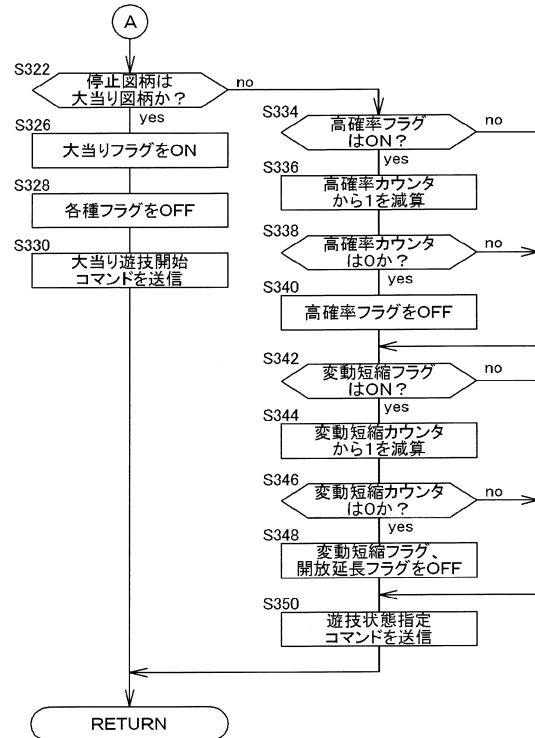 A
S322
停止図柄は
大当り図柄か?
no
yes
S326
大当りフラグをON
S328
各種フラグをOFF
S330
大当り遊技開始
コマンドを送信
S334
高確率フラグ
はON?
no
yes
S336
高確率カウンタ
から1を減算
S338
高確率カウンタ
は0か?
no
yes
S340
高確率フラグをOFF
S342
変動短縮フラグ
はON?
no
yes
S344
変動短縮カウンタ
から1を減算
S346
変動短縮カウンタ
は0か?
no
yes
S348
変動短縮フラグ、
開放延長フラグをOFF
S350
遊技状態指定
コマンドを送信
RETURN